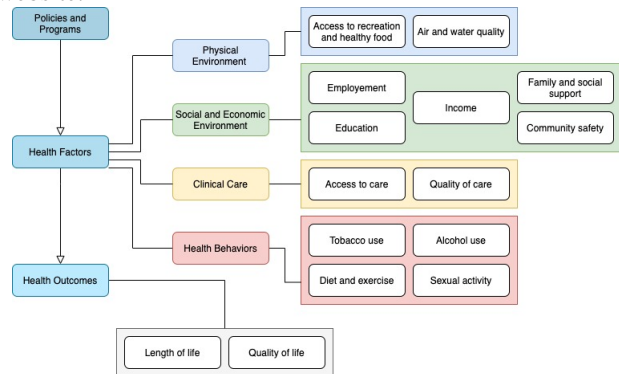 Policies and
Programs
Physical
Environment
Access to recreation
and healthy food
Air and water quality
Social and Economic
Environment
Employement
Education
Income
Family and social
support
Community safety
Health Factors
Clinical Care
Access to care
Quality of care
Health Behaviors
Tobacco use
Alcohol use
Diet and exercise
Sexual activity
Health Outcomes
Length of life
Quality of life